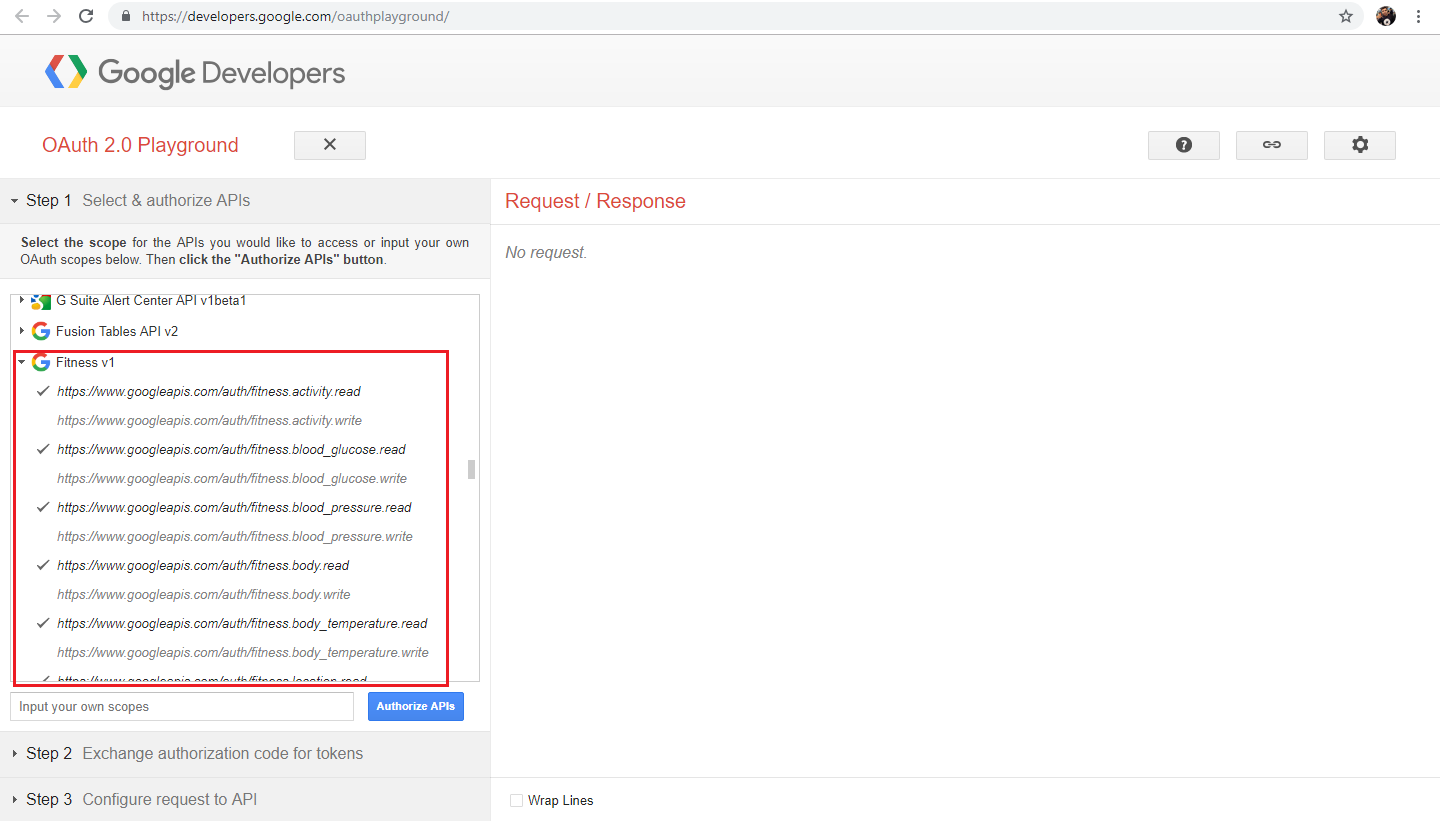 https://developers.google.com/oauthplayground/
Google Developers
OAuth 2.0 Playground
Step 1 Select & authorize APIs
Select the scope for the APIs you would like to access or input your own
OAuth scopes below. Then click the "Authorize APIs" button.
G Suite Alert Center API v1beta1
Fusion Tables API v2
Fitness v1
https://www.googleapis.com/auth/fitness.activity.read
https://www.googleapis.com/auth/fitness.activity.write
https://www.googleapis.com/auth/fitness.blood_glucose.read
https://www.googleapis.com/auth/fitness.blood_glucose.write
https://www.googleapis.com/auth/fitness.blood_pressure.read
https://www.googleapis.com/auth/fitness.blood_pressure.write
https://www.googleapis.com/auth/fitness.body.read
https://www.googleapis.com/auth/fitness.body.write
https://www.googleapis.com/auth/fitness.body_temperature.read
https://www.googleapis.com/auth/fitness.body_temperature.write
https://www.googleapis.com/auth/fitness.location.read
Input your own scopes
Authorize APIs
Step 2 Exchange authorization code for tokens
Step 3 Configure request to API
Request / Response
No request.
Wrap Lines